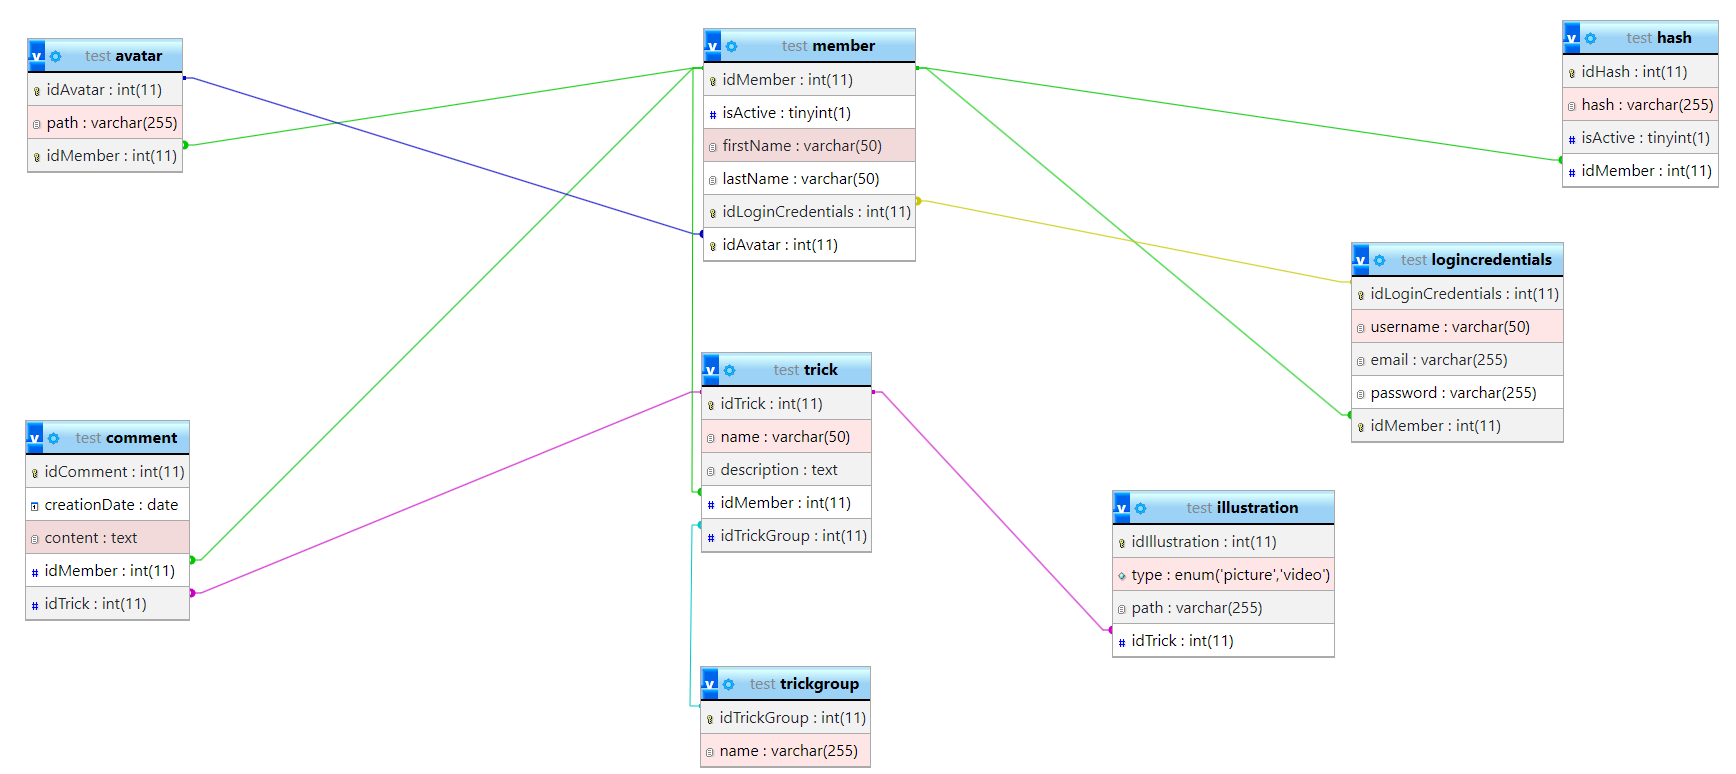 v test avatar
idAvatar : int(11)
path : varchar(255)
idMember : int(11)
v test member
idMember : int(11)
# isActive : tinyint(1)
firstName : varchar(50)
lastName : varchar(50)
idLoginCredentials : int(11)
idAvatar : int(11)
v test hash
idHash : int(11)
hash : varchar(255)
# isActive : tinyint(1)
# idMember : int(11)
v test logincredentials
idLoginCredentials : int(11)
username : varchar(50)
email : varchar(255)
password : varchar(255)
idMember : int(11)
v test trick
idTrick : int(11)
name : varchar(50)
description : text
# idMember : int(11)
# idTrickGroup : int(11)
v test comment
idComment : int(11)
creationDate : date
content : text
# idMember : int(11)
# idTrick : int(11)
v test illustration
idIllustration : int(11)
type : enum('picture','video')
path : varchar(255)
# idTrick : int(11)
v test trickgroup
idTrickGroup : int(11)
name : varchar(255)